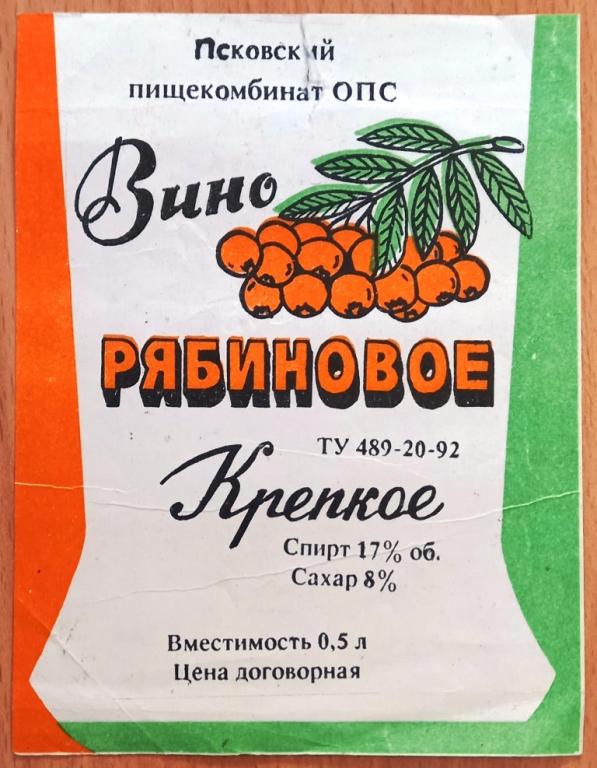 Псковский
пищекомбинат ОПС
Вино
РЯБИНОВОЕ
ТУ 489-20-92
Крепкое
Спирт 17% об.
Сахар 8%
Вместимость 0,5 л
Цена договорная